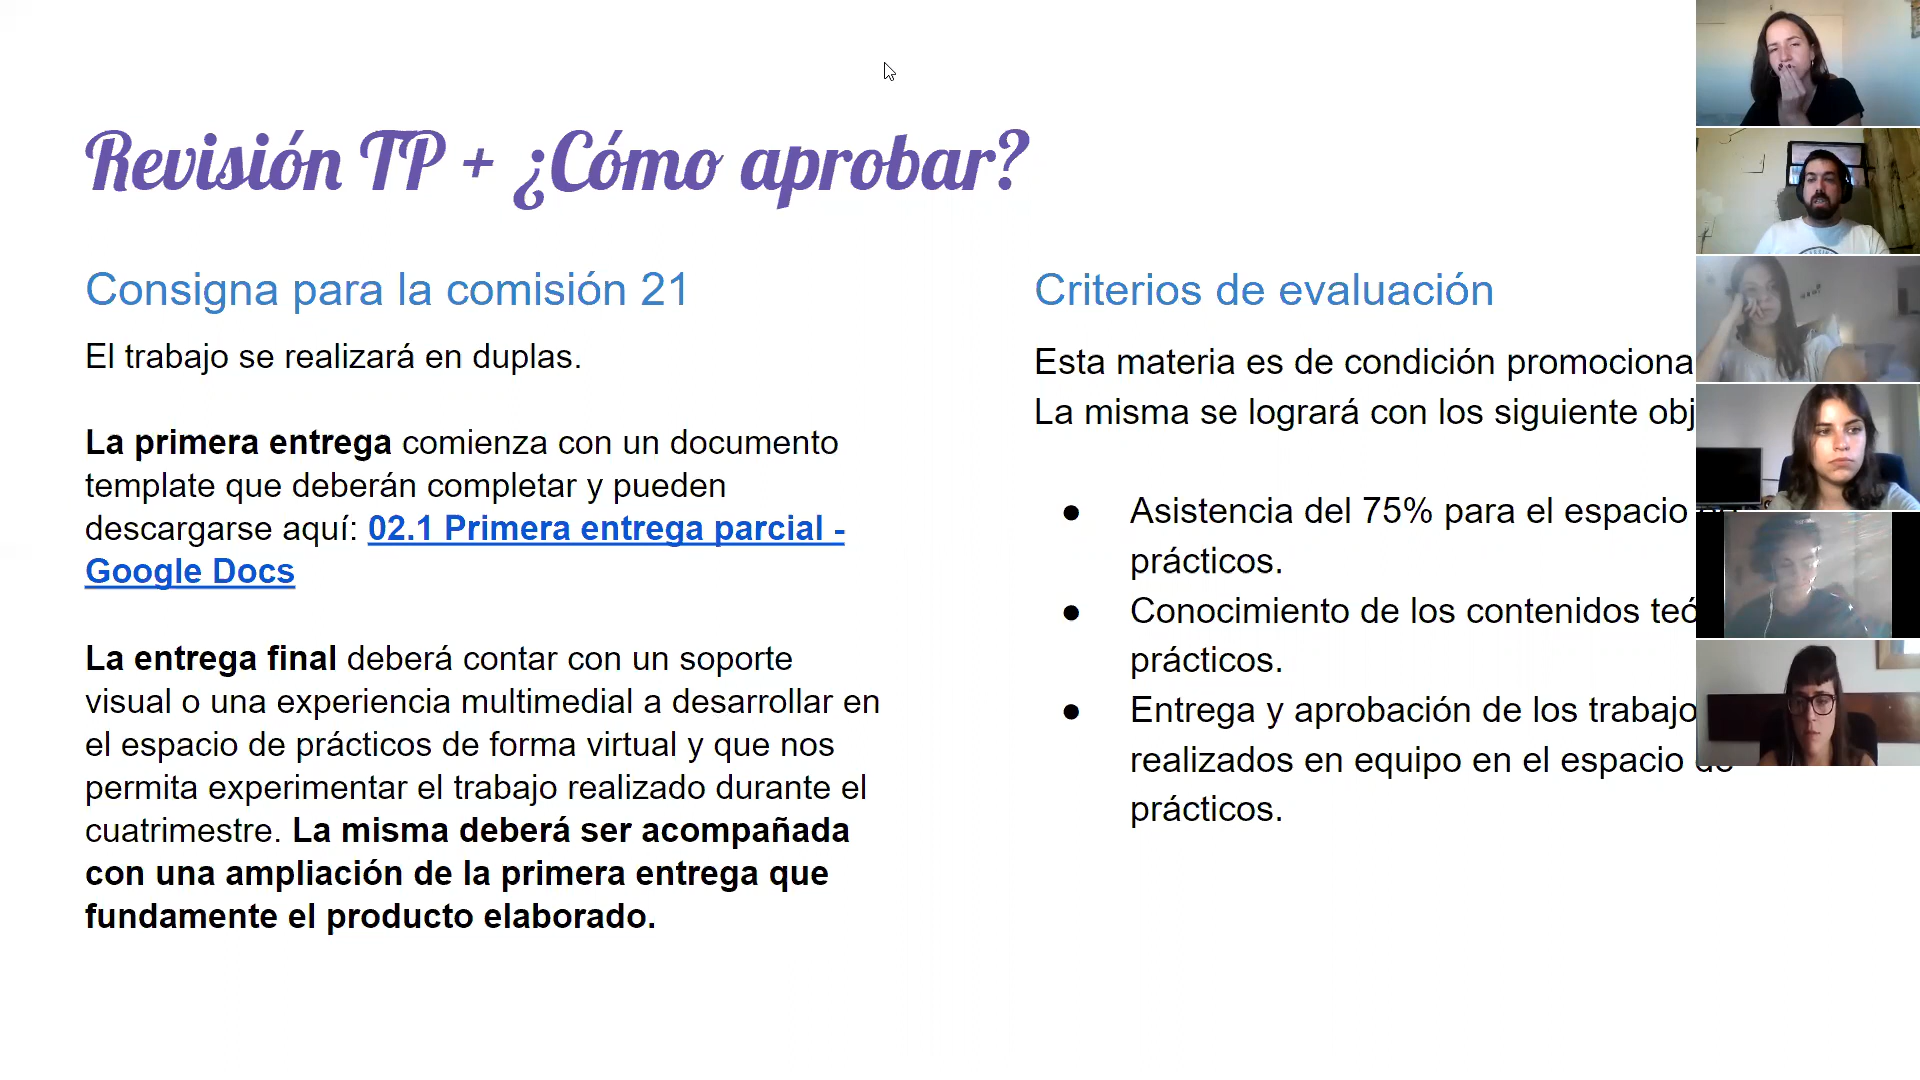 Revisión TP + ¿Cómo aprobar?
Consigna para la comisión 21
El trabajo se realizará en duplas.
La primera entrega comienza con un documento
template que deberán completar y pueden
descargarse aquí: 02.1 Primera entrega parcial -
Google Docs
La entrega final deberá contar con un soporte
visual o una experiencia multimedial a desarrollar en
el espacio de prácticos de forma virtual y que nos
permita experimentar el trabajo realizado durante el
cuatrimestre. La misma deberá ser acompañada
con una ampliación de la primera entrega que
fundamente el producto elaborado.
Criterios de evaluación
Esta materia es de condición
La misma se logrará con los siguiente
● Asistencia del 75% para el espacio
prácticos.
● Conocimiento de los contenidos
prácticos.
● Entrega y aprobación de los
realizados en equipo en el espacio de
prácticos.